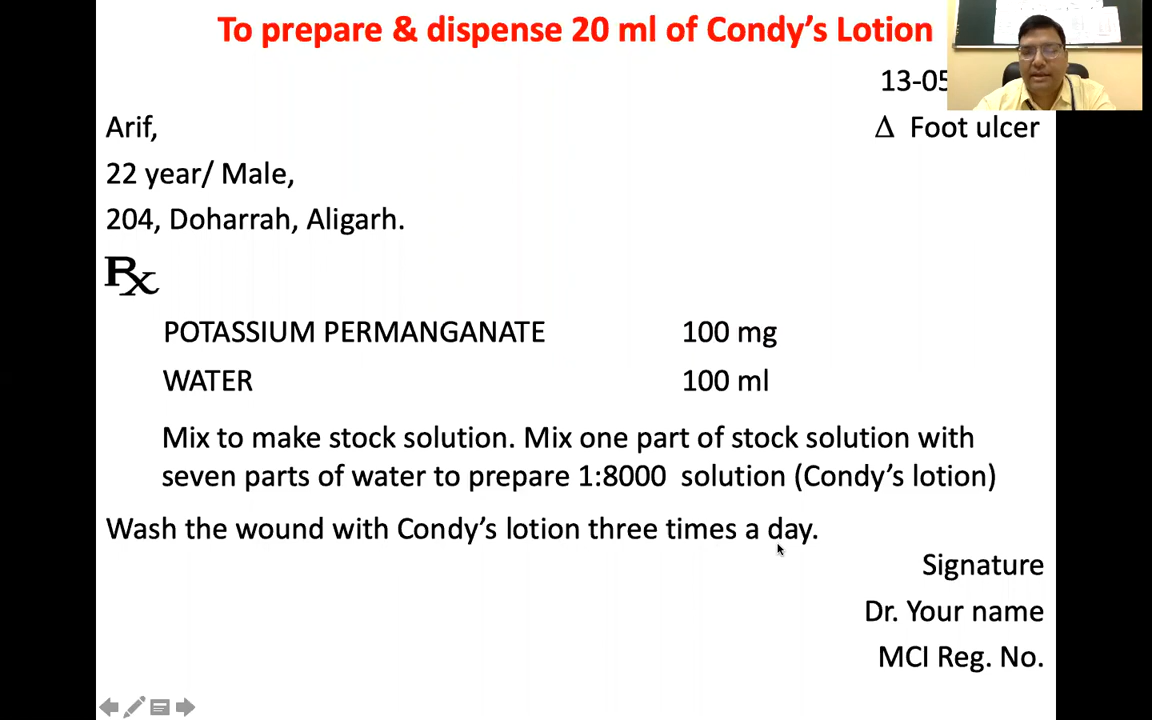 To prepare & dispense 20 ml of Condy's Lotion
13-05
Arif,
Δ Foot ulcer
22 year/ Male,
204, Doharrah, Aligarh.
Rx
POTASSIUM PERMANGANATE 100 mg
WATER 100 ml
Mix to make stock solution. Mix one part of stock solution with
seven parts of water to prepare 1:8000 solution (Condy's lotion)
Wash the wound with Condy's lotion three times a day.
Signature
Dr. Your name
MCI Reg. No.